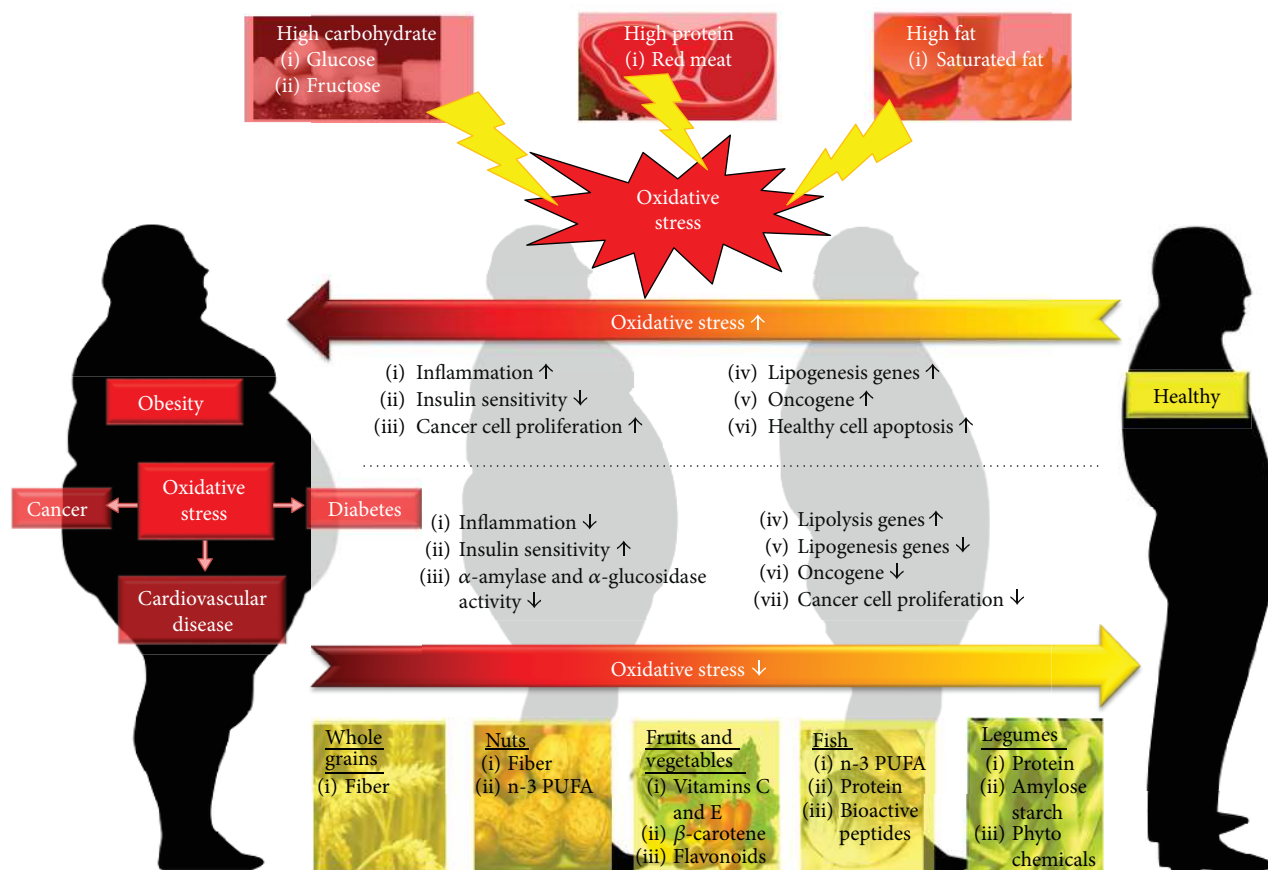 High carbohydrate
(i) Glucose
(ii) Fructose
High protein
(i) Red meat
High fat
(i) Saturated fat
Oxidative
stress
Oxidative stress ↑
(i) Inflammation ↑
(ii) Insulin sensitivity ↓
(iii) Cancer cell proliferation ↑
(iv) Lipogenesis genes ↑
(v) Oncogene ↑
(vi) Healthy cell apoptosis ↑
Obesity
Healthy
Cancer
Oxidative
stress
Diabetes
Cardiovascular
disease
(i) Inflammation ↓
(ii) Insulin sensitivity ↑
(iii) α-amylase and α-glucosidase
activity ↓
(iv) Lipolysis genes ↑
(v) Lipogenesis genes ↓
(vi) Oncogene ↓
(vii) Cancer cell proliferation ↓
Oxidative stress ↓
Whole
grains
(i) Fiber
Nuts
(i) Fiber
(ii) n-3 PUFA
Fruits and
vegetables
(i) Vitamins C
and E
(ii) β-carotene
(iii) Flavonoids
Fish
(i) n-3 PUFA
(ii) Protein
(iii) Bioactive
peptides
Legumes
(i) Protein
(ii) Amylose
starch
(iii) Phyto
chemicals